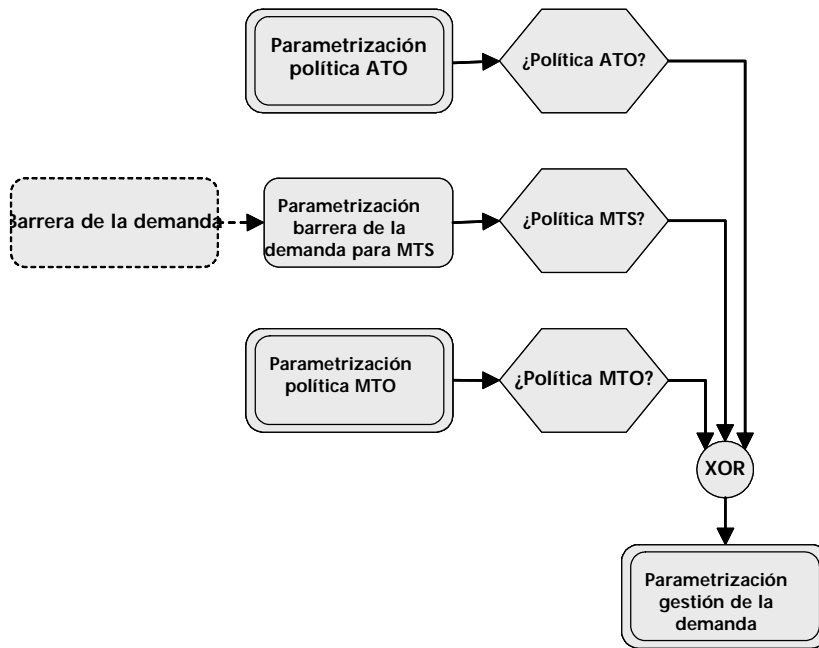 Parametrización
política ATO
¿Política ATO?
Barrera de la demanda
Parametrización
barrera de la
demanda para MTS
¿Política MTS?
Parametrización
política MTO
¿Política MTO?
XOR
Parametrización
gestión de la
demanda